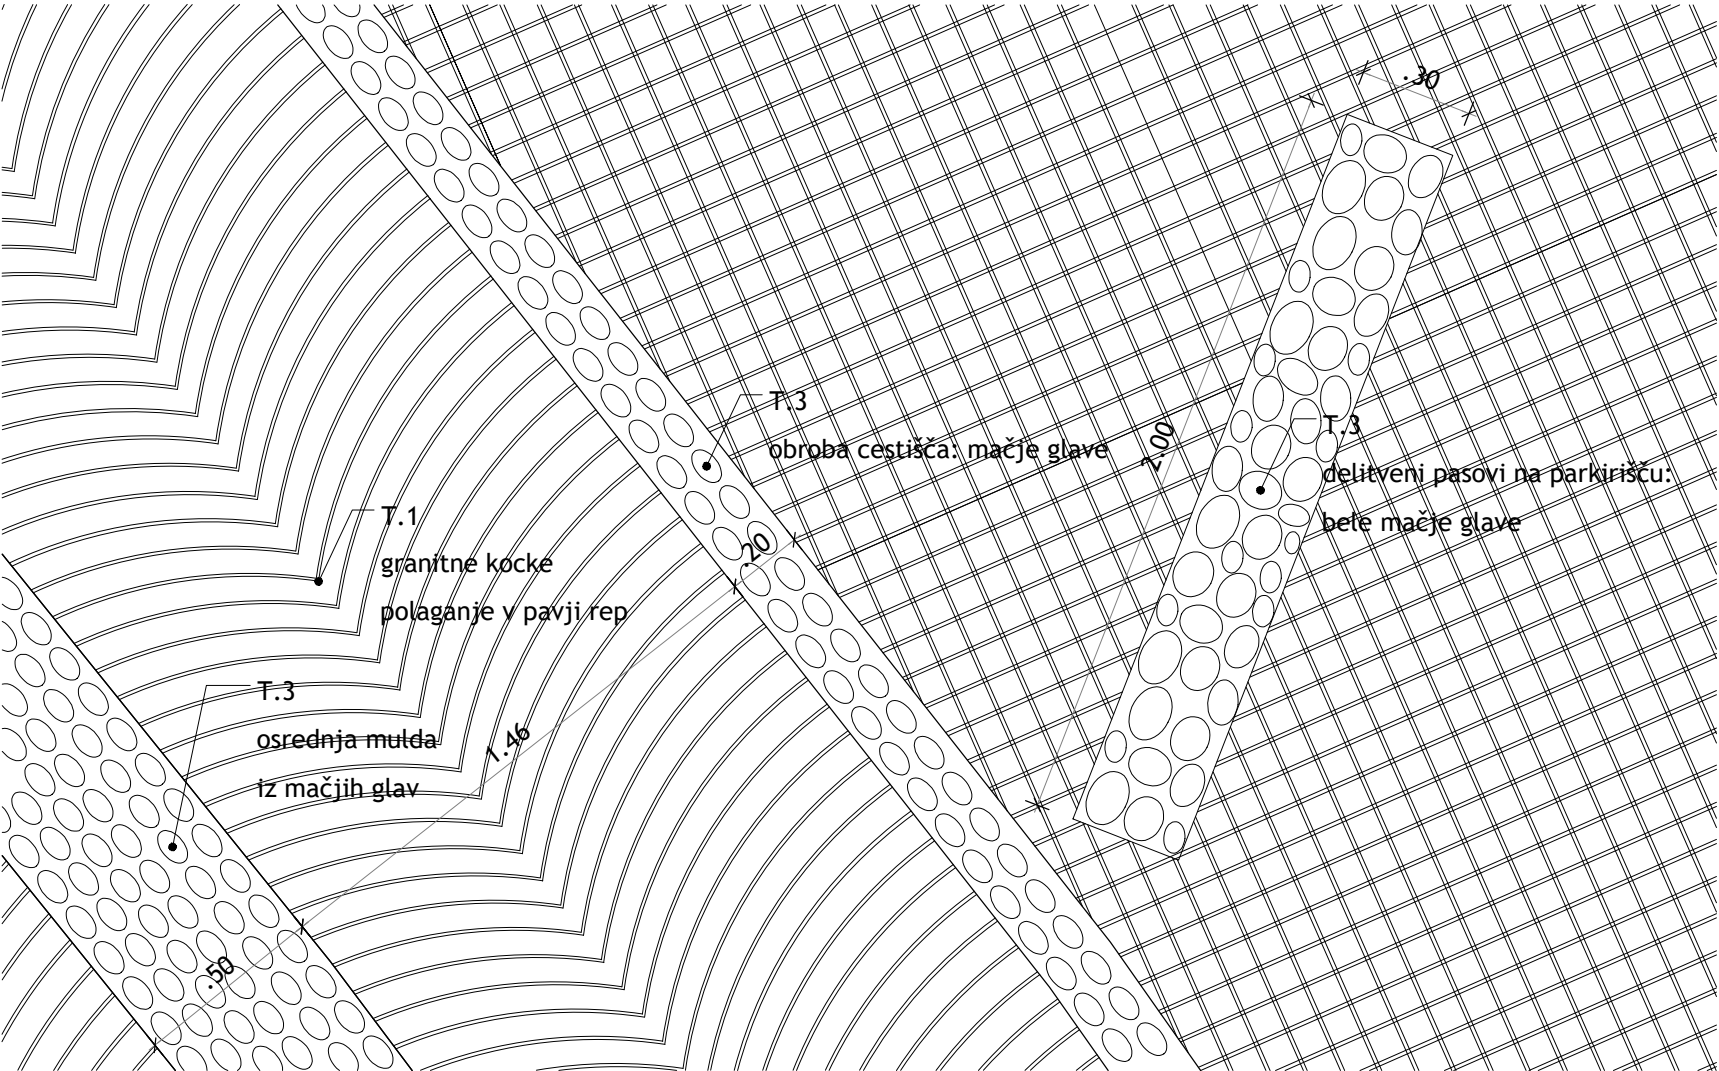 .30
T.3
obroba cestišča: mačje glave
2.00
T.3
delitveni pasovi na parkirišču:
bele mačje glave
T.1
granitne kocke
polaganje v pavji rep
.20
T.3
osrednja mulda
iz mačjih glav
1.46
.50